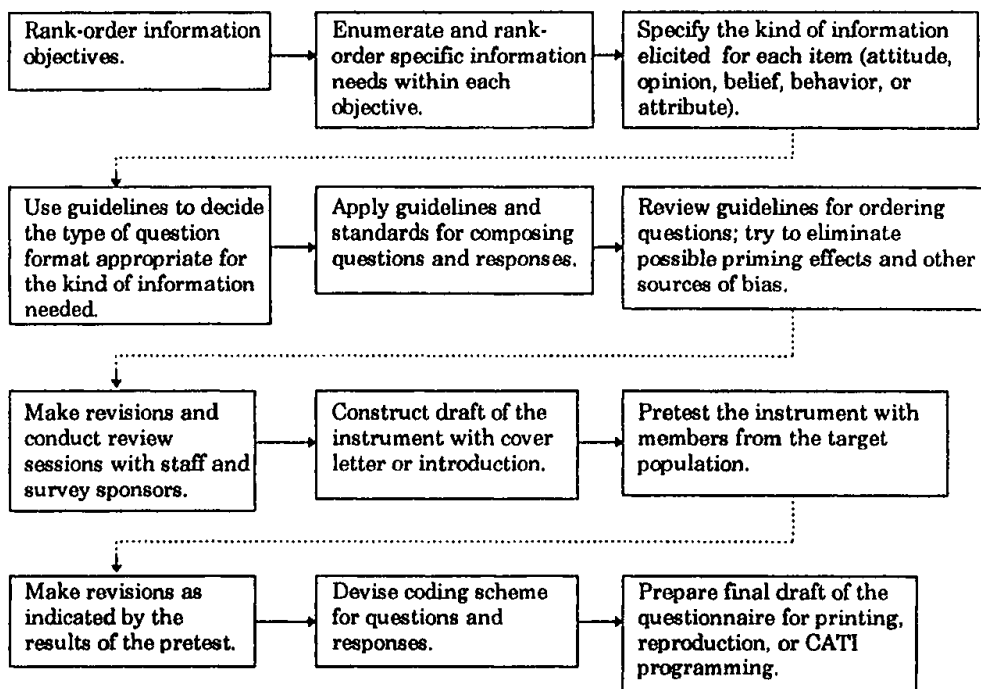 Rank-order information
objectives.
Enumerate and rank-
order specific information
needs within each
objective.
Specify the kind of information
elicited for each item (attitude,
opinion, belief, behavior, or
attribute).
Use guidelines to decide
the type of question
format appropriate for
the kind of information
needed.
Apply guidelines and
standards for composing
questions and responses.
Review guidelines for ordering
questions; try to eliminate
possible priming effects and other
sources of bias.
Make revisions and
conduct review
sessions with staff and
survey sponsors.
Construct draft of the
instrument with cover
letter or introduction.
Pretest the instrument with
members from the target
population.
Make revisions as
indicated by the
results of the pretest.
Devise coding scheme
for questions and
responses.
Prepare final draft of the
questionnaire for printing,
reproduction, or CATI
programming.